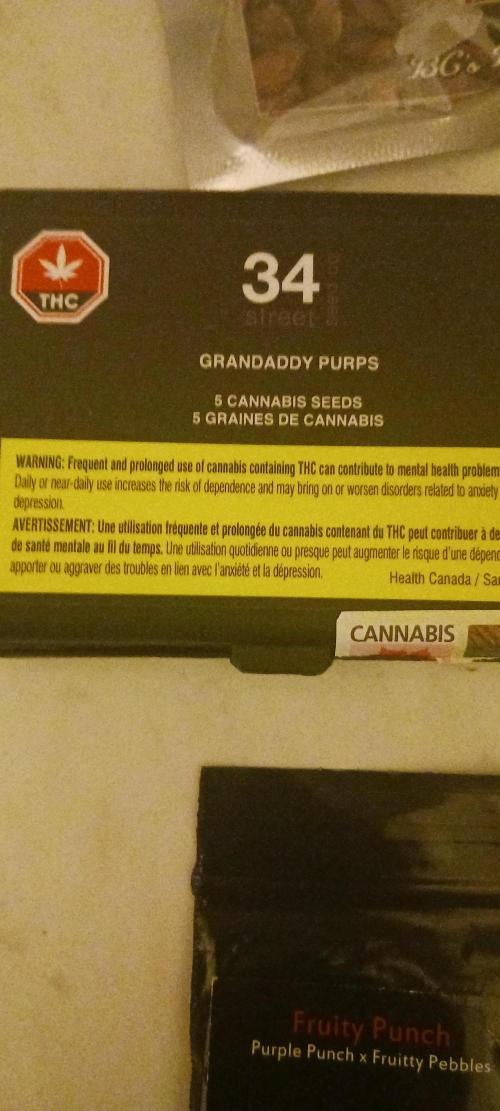 BC's
THC
34
street
seed co
GRANDADDY PURPS
5 CANNABIS SEEDS
5 GRAINES DE CANNABIS
WARNING: Frequent and prolonged use of cannabis containing THC can contribute to mental health problem
Daily or near-daily use increases the risk of dependence and may bring on or worsen disorders related to anxiety
depression.
AVERTISSEMENT: Une utilisation fréquente et prolongée du cannabis contenant du THC peut contribuer à de
de santé mentale au fil du temps. Une utilisation quotidienne ou presque peut augmenter le risque d'une dépend
apporter ou aggraver des troubles en lien avec l'anxiété et la dépression.
Health Canada / San
CANNABIS
Fruity Punch
Purple Punch x Fruitty Pebbles